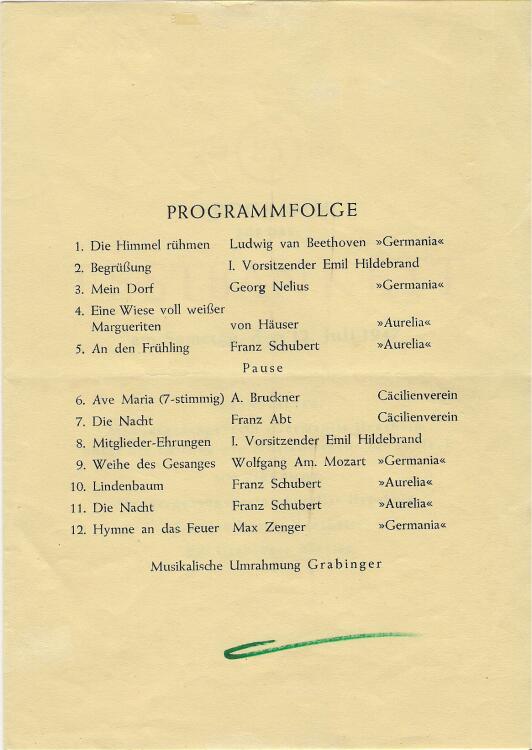 PROGRAMMFOLGE
1. Die Himmel rühmen Ludwig van Beethoven »Germania«
2. Begrüßung I. Vorsitzender Emil Hildebrand
3. Mein Dorf Georg Nelius »Germania«
4. Eine Wiese voll weißer
Margueriten von Häuser »Aurelia«
5. An den Frühling Franz Schubert »Aurelia«
Pause
6. Ave Maria (7-stimmig) A. Bruckner Cäcilienverein
7. Die Nacht Franz Abt Cäcilienverein
8. Mitglieder-Ehrungen I. Vorsitzender Emil Hildebrand
9. Weihe des Gesanges Wolfgang Am. Mozart »Germania«
10. Lindenbaum Franz Schubert »Aurelia«
11. Die Nacht Franz Schubert »Aurelia«
12. Hymne an das Feuer Max Zenger »Germania«
Musikalische Umrahmung Grabinger